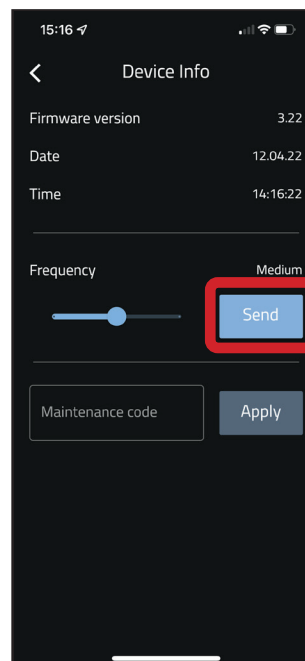 15:16
Device Info
Firmware version 3.22
Date 12.04.22
Time 14:16:22
Frequency Medium
Send
Maintenance code Apply